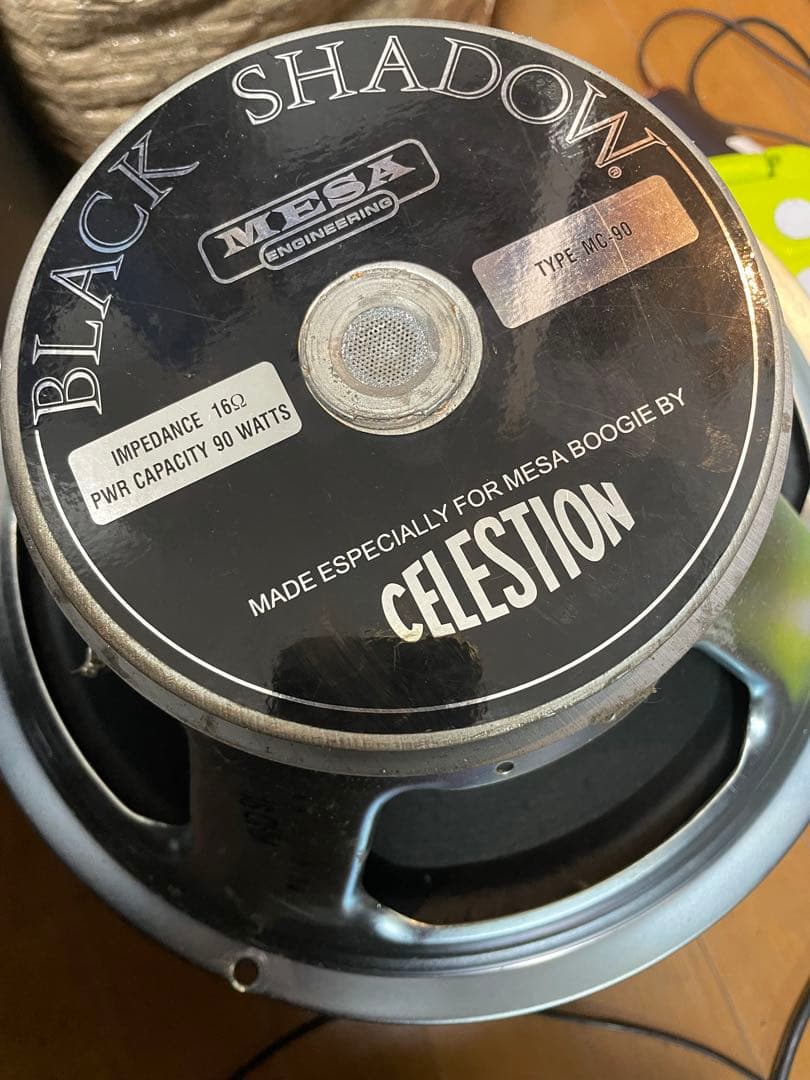 BLACK SHADOW®
MESA
ENGINEERING
TYPE MC-90
IMPEDANCE 16Ω
PWR CAPACITY 90 WATTS
MADE ESPECIALLY FOR MESA BOOGIE BY
CELESTION